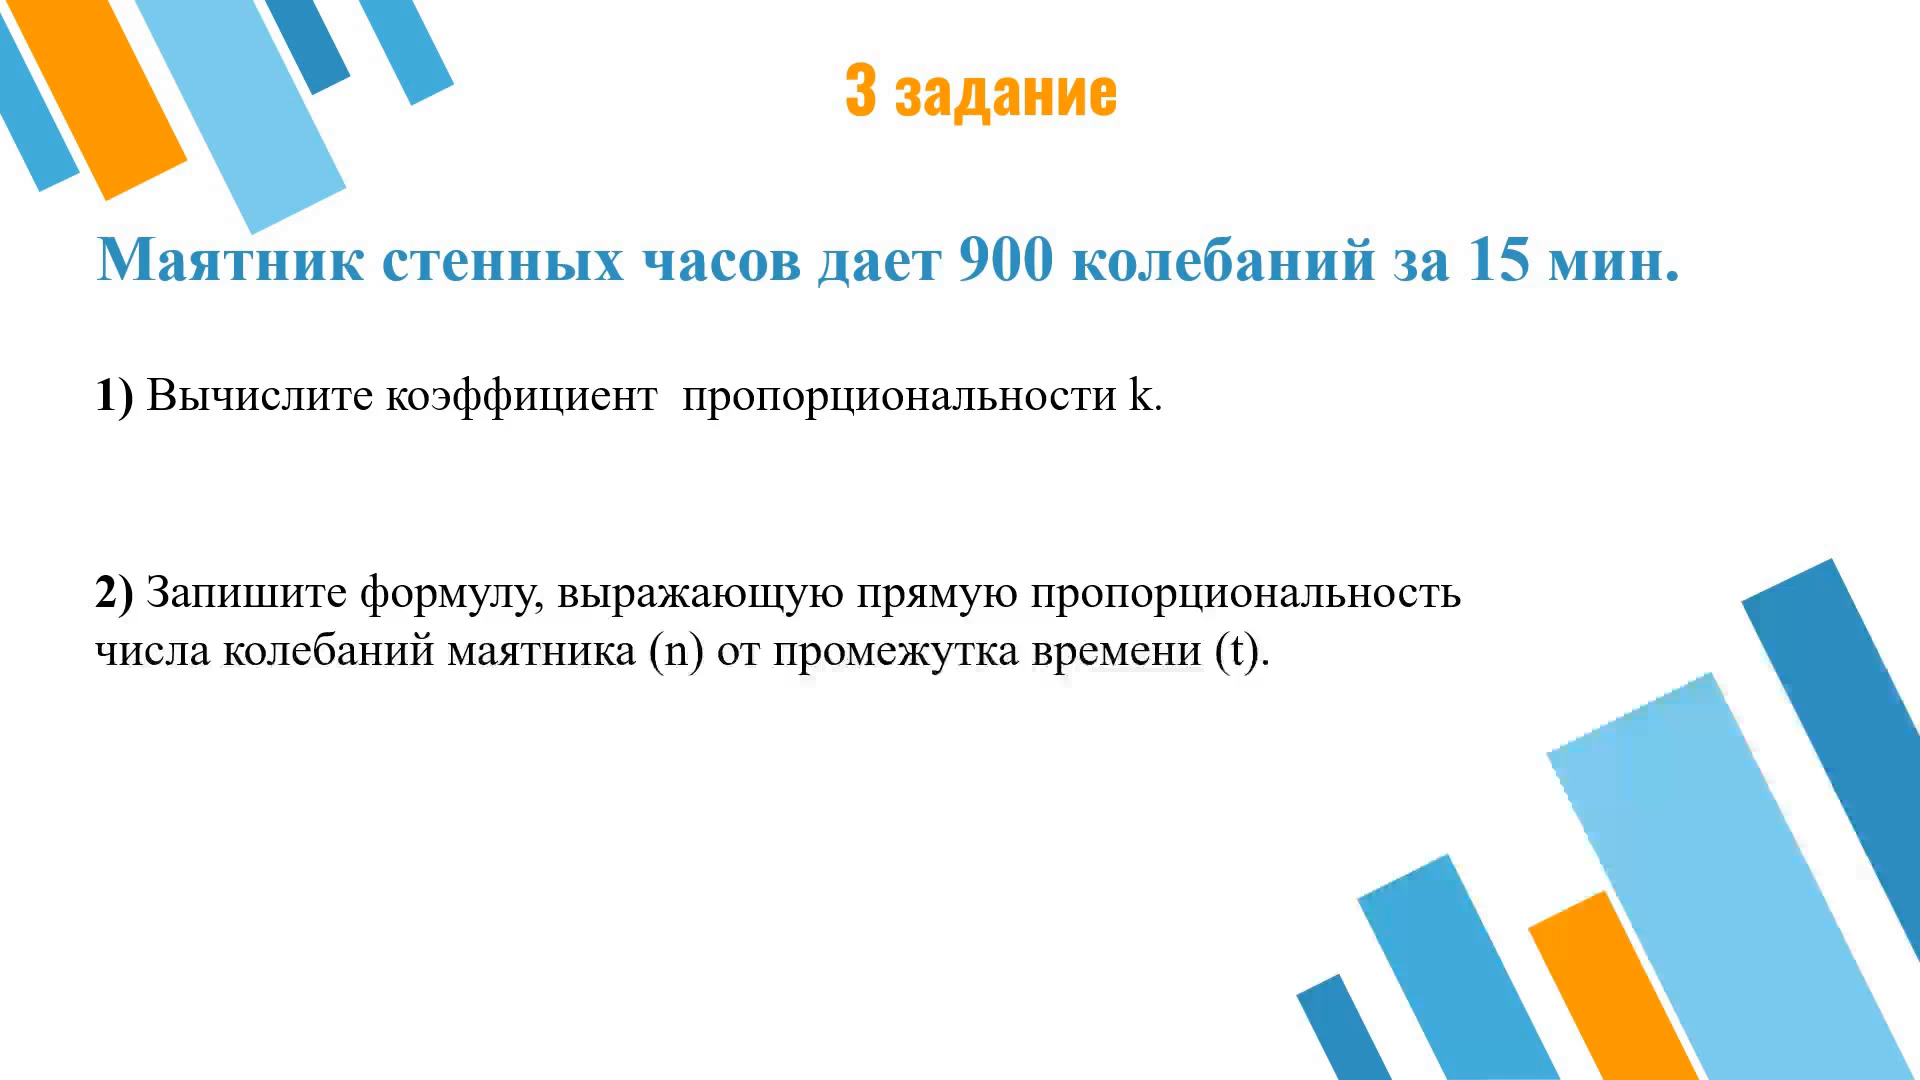 3 задание
Маятник стенных часов дает 900 колебаний за 15 мин.
1) Вычислите коэффициент пропорциональности k.
2) Запишите формулу, выражающую прямую пропорциональность
числа колебаний маятника (n) от промежутка времени (t).